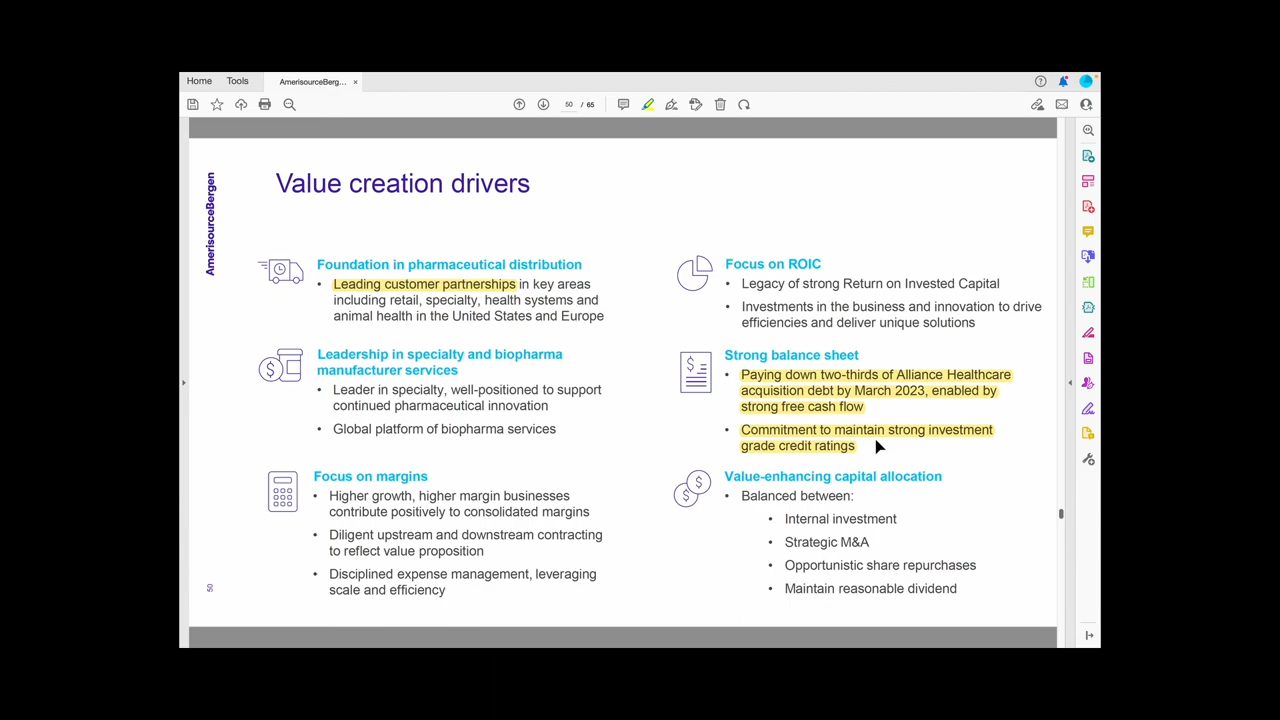 Home
Tools
AmerisourceBerg... ×
50 / 65
AmerisourceBergen
Value creation drivers
Foundation in pharmaceutical distribution
• Leading customer partnerships in key areas
including retail, specialty, health systems and
animal health in the United States and Europe
Leadership in specialty and biopharma
manufacturer services
• Leader in specialty, well-positioned to support
continued pharmaceutical innovation
• Global platform of biopharma services
Focus on margins
• Higher growth, higher margin businesses
contribute positively to consolidated margins
• Diligent upstream and downstream contracting
to reflect value proposition
• Disciplined expense management, leveraging
scale and efficiency
Focus on ROIC
• Legacy of strong Return on Invested Capital
• Investments in the business and innovation to drive
efficiencies and deliver unique solutions
Strong balance sheet
• Paying down two-thirds of Alliance Healthcare
acquisition debt by March 2023, enabled by
strong free cash flow
• Commitment to maintain strong investment
grade credit ratings
Value-enhancing capital allocation
• Balanced between:
• Internal investment
• Strategic M&A
• Opportunistic share repurchases
• Maintain reasonable dividend
50